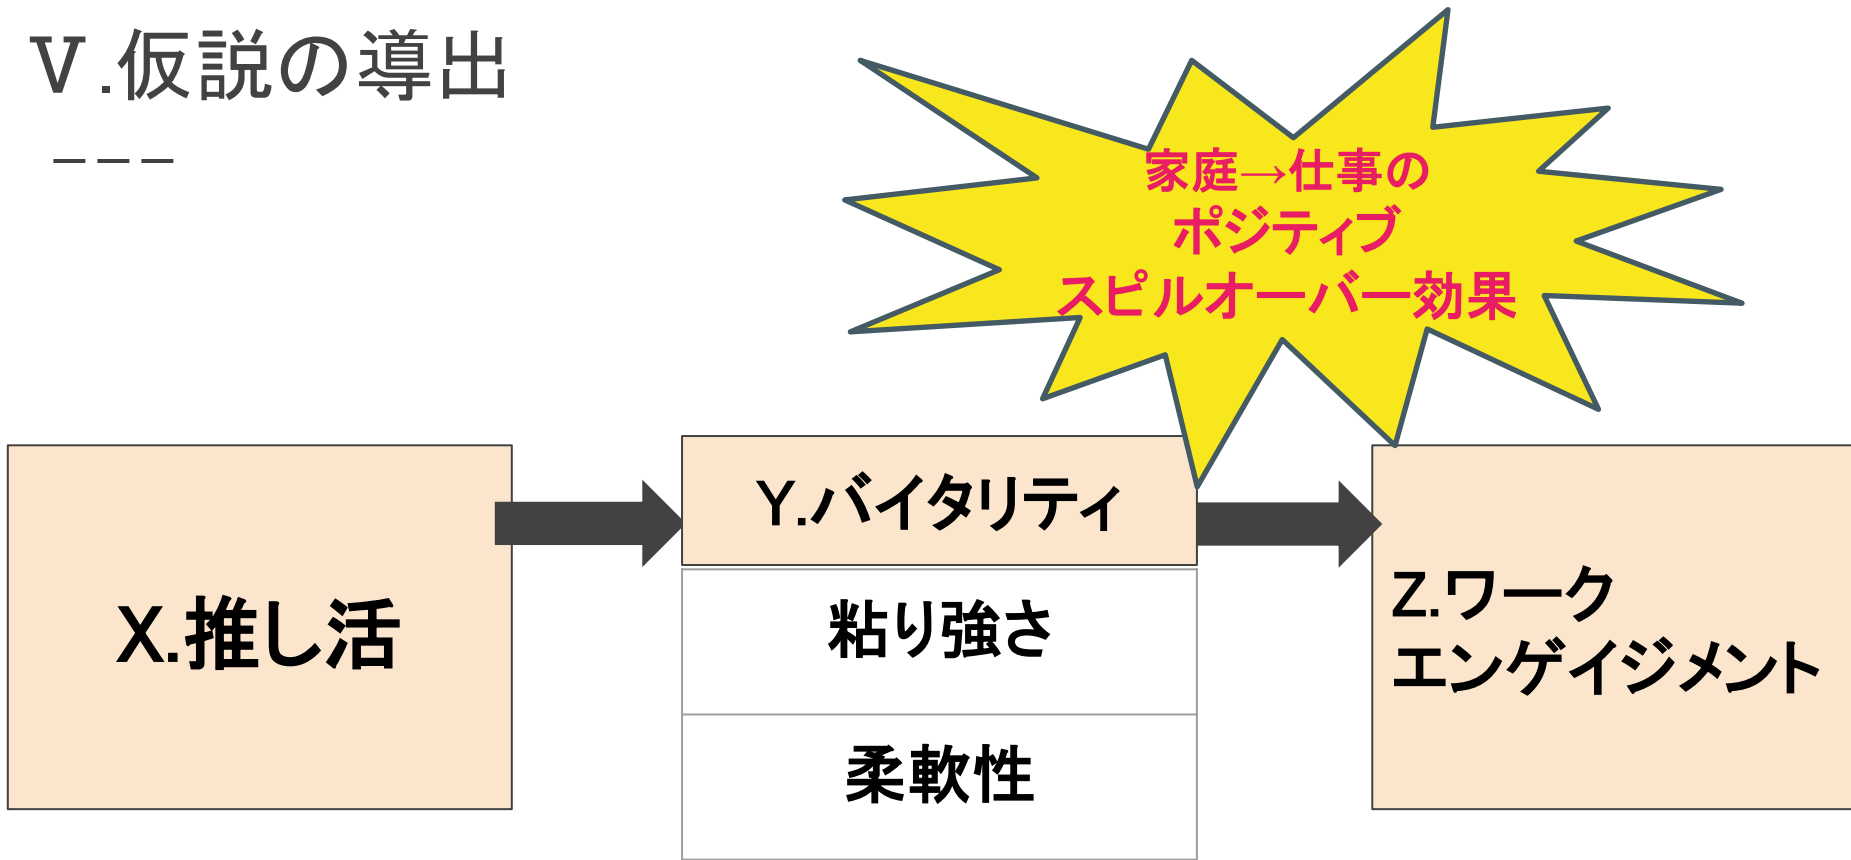 Ⅴ.仮説の導出
家庭→仕事の
ポジティブ
スピルオーバー効果
X.推し活
Y.バイタリティ
粘り強さ
柔軟性
Z.ワーク
エンゲイジメント